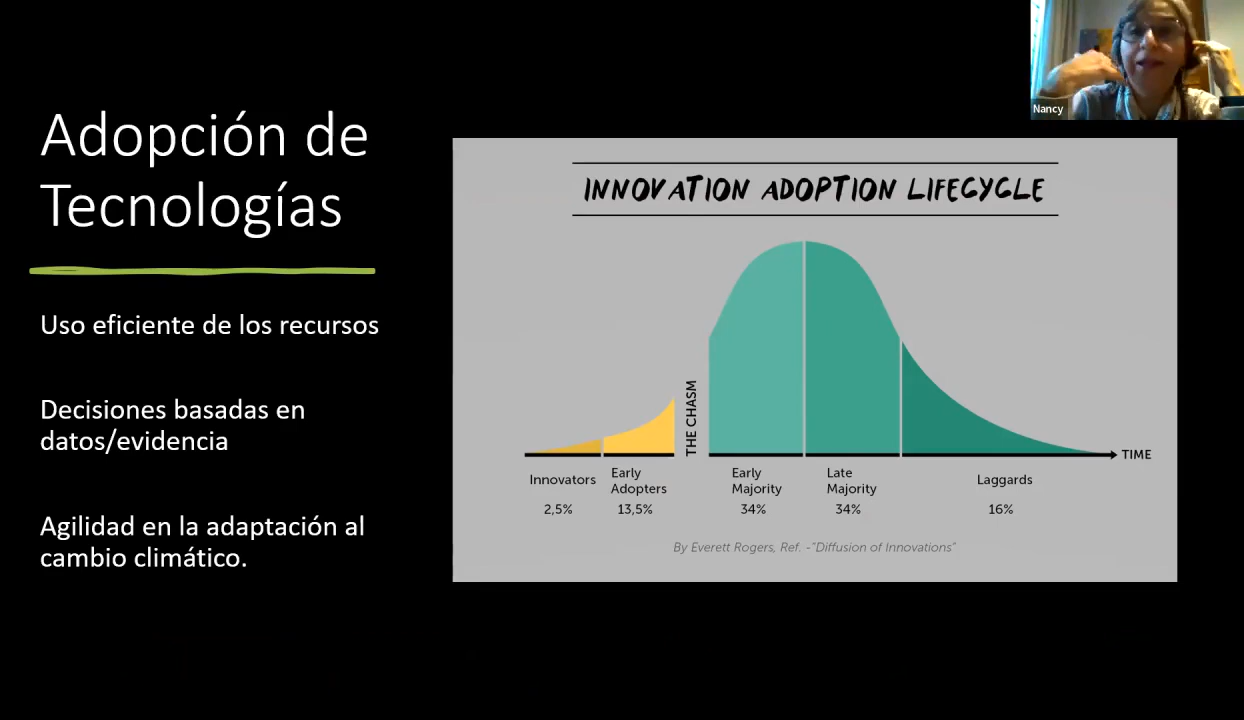 Nancy
Adopción de
Tecnologías
Uso eficiente de los recursos
Decisiones basadas en
datos/evidencia
Agilidad en la adaptación al
cambio climático.
INNOVATION ADOPTION LIFECYCLE
THE CHASM
TIME
Innovators
2,5%
Early
Adopters
13,5%
Early
Majority
34%
Late
Majority
34%
Laggards
16%
By Everett Rogers, Ref. -"Diffusion of Innovations"